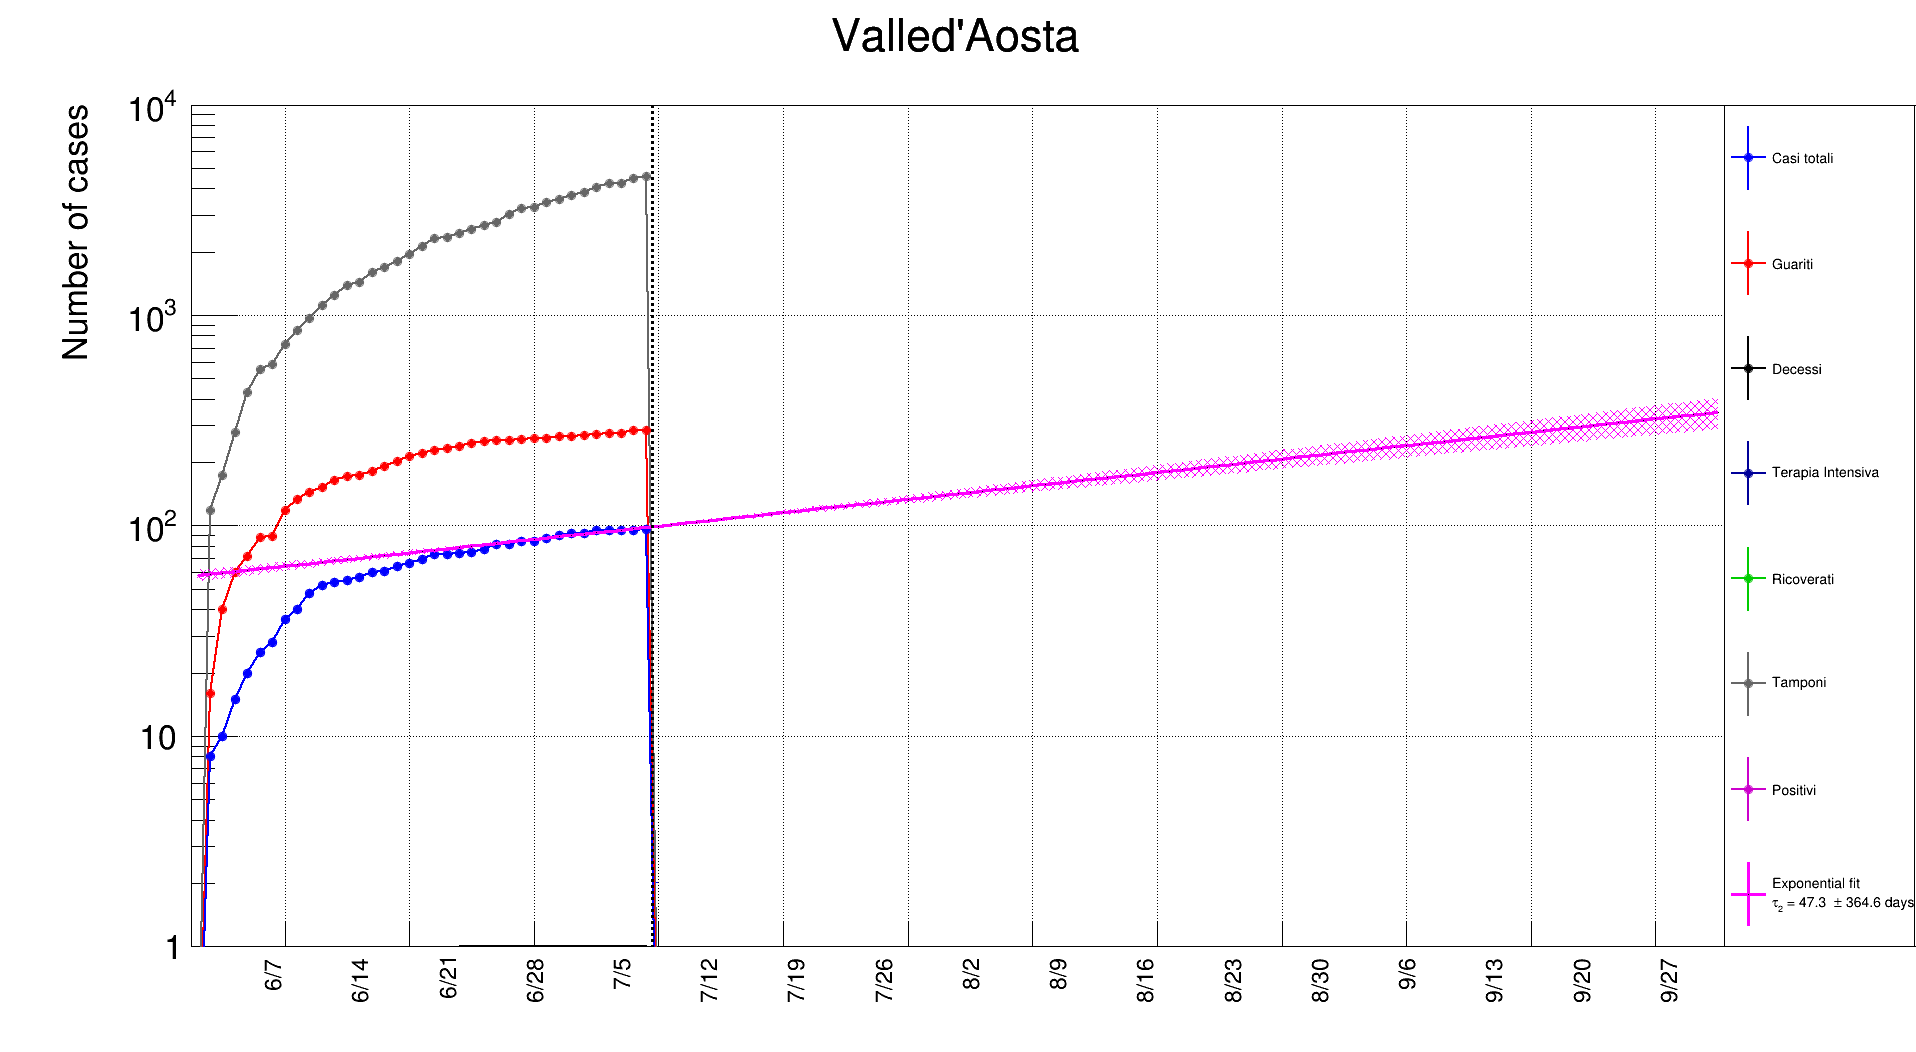 Valled'Aosta
Number of cases
10^4
10^3
10^2
10
1
6/7
6/14
6/21
6/28
7/5
7/12
7/19
7/26
8/2
8/9
8/16
8/23
8/30
9/6
9/13
9/20
9/27
Casi totali
Guariti
Decessi
Terapia Intensiva
Ricoverati
Tamponi
Positivi
Exponential fit
τ₂ = 47.3 ± 364.6 days